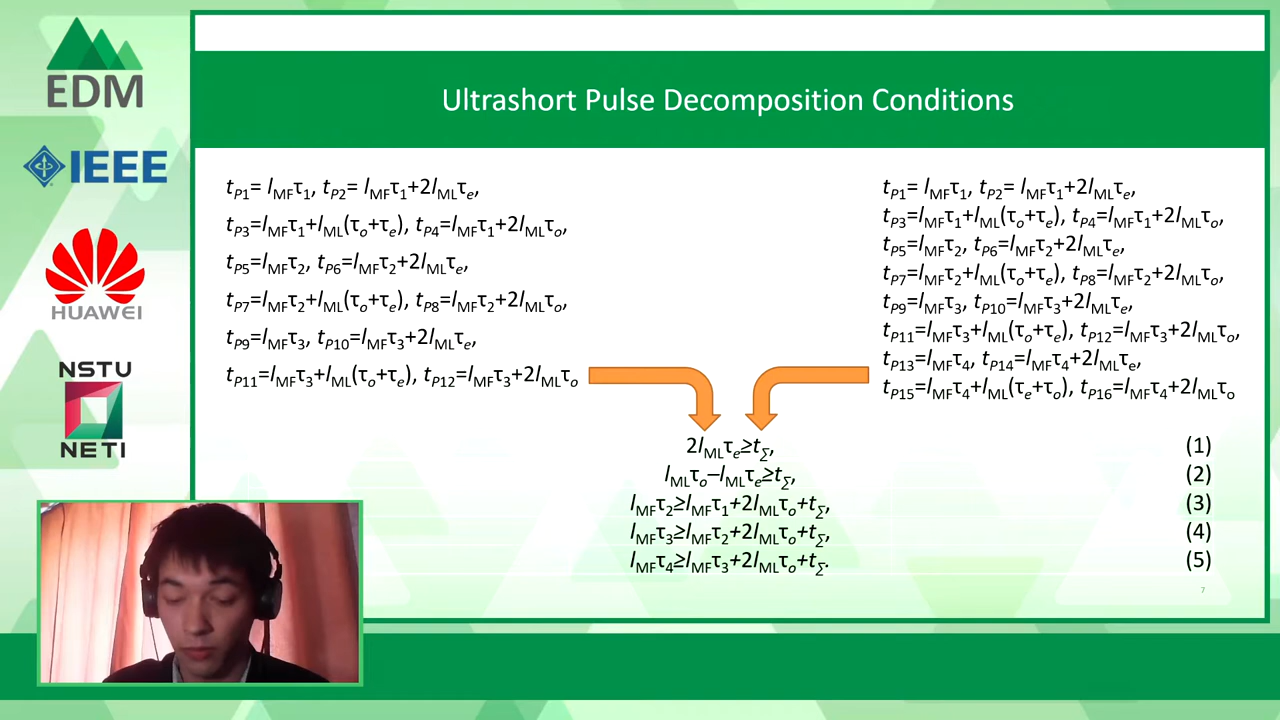 EDM
IEEE
HUAWEI
NSTU
NETI
Ultrashort Pulse Decomposition Conditions
tP1= lMFτ1, tP2= lMFτ1+2lMLτe,
tP3=lMFτ1+lML(τo+τe), tP4=lMFτ1+2lMLτo,
tP5=lMFτ2, tP6=lMFτ2+2lMLτe,
tP7=lMFτ2+lML(τo+τe), tP8=lMFτ2+2lMLτo,
tP9=lMFτ3, tP10=lMFτ3+2lMLτe,
tP11=lMFτ3+lML(τo+τe), tP12=lMFτ3+2lMLτo
tP1= lMFτ1, tP2= lMFτ1+2lMLτe,
tP3=lMFτ1+lML(τo+τe), tP4=lMFτ1+2lMLτo,
tP5=lMFτ2, tP6=lMFτ2+2lMLτe,
tP7=lMFτ2+lML(τo+τe), tP8=lMFτ2+2lMLτo,
tP9=lMFτ3, tP10=lMFτ3+2lMLτe,
tP11=lMFτ3+lML(τo+τe), tP12=lMFτ3+2lMLτo,
tP13=lMFτ4, tP14=lMFτ4+2lMLτe,
tP15=lMFτ4+lML(τe+τo), tP16=lMFτ4+2lMLτo
2lMLτe≥t∑, (1)
lMLτo–lMLτe≥t∑, (2)
lMFτ2≥lMFτ1+2lMLτo+t∑, (3)
lMFτ3≥lMFτ2+2lMLτo+t∑, (4)
lMFτ4≥lMFτ3+2lMLτo+t∑. (5)
7